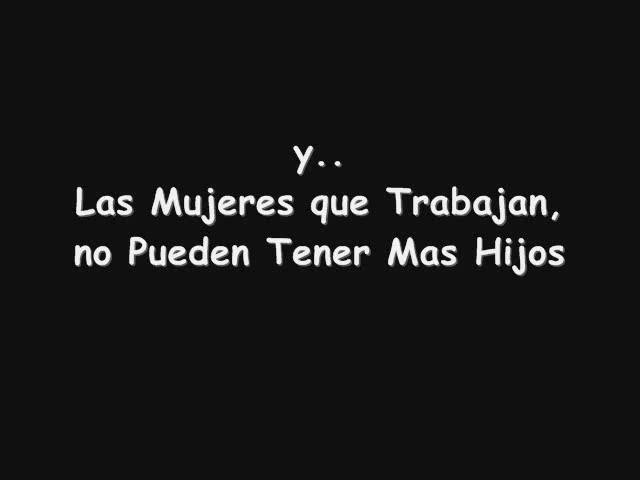 y..
Las Mujeres que Trabajan,
no Pueden Tener Mas Hijos